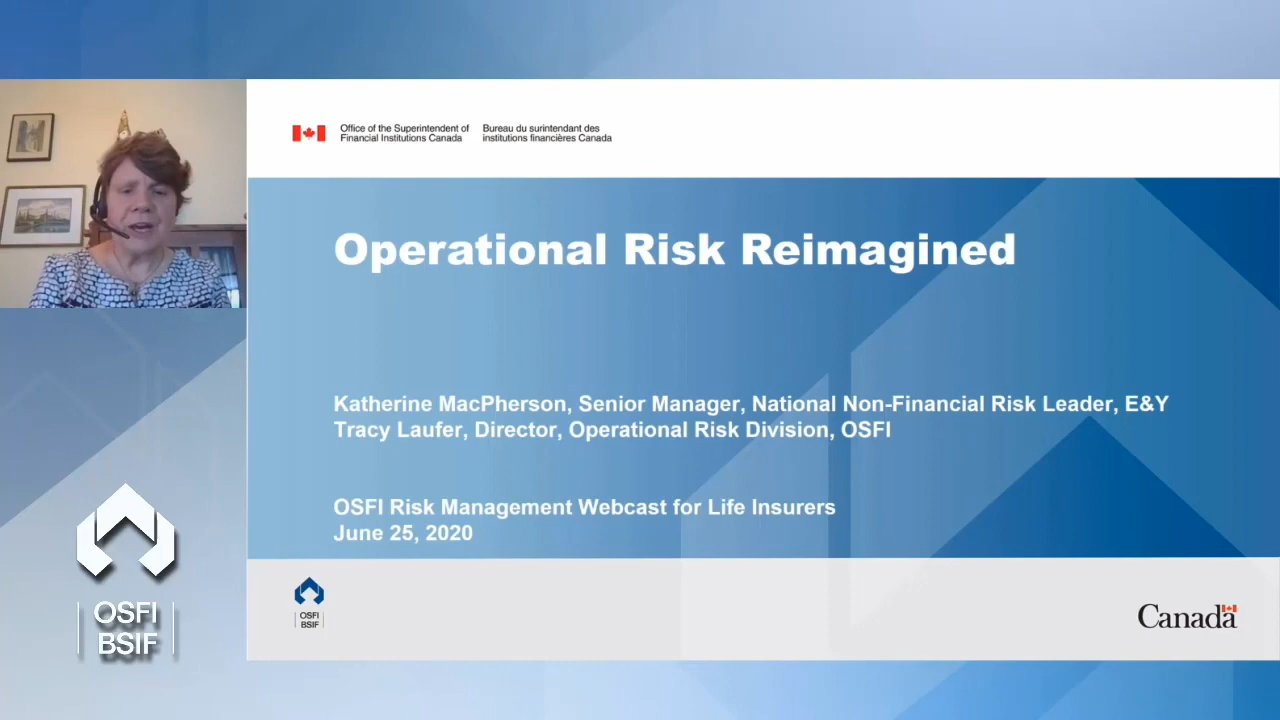 Office of the Superintendent of
Financial Institutions Canada
Bureau du surintendant des
institutions financières Canada
Operational Risk Reimagined
Katherine MacPherson, Senior Manager, National Non-Financial Risk Leader, E&Y
Tracy Laufer, Director, Operational Risk Division, OSFI
OSFI Risk Management Webcast for Life Insurers
June 25, 2020
OSFI
BSIF
OSFI
BSIF
Canada